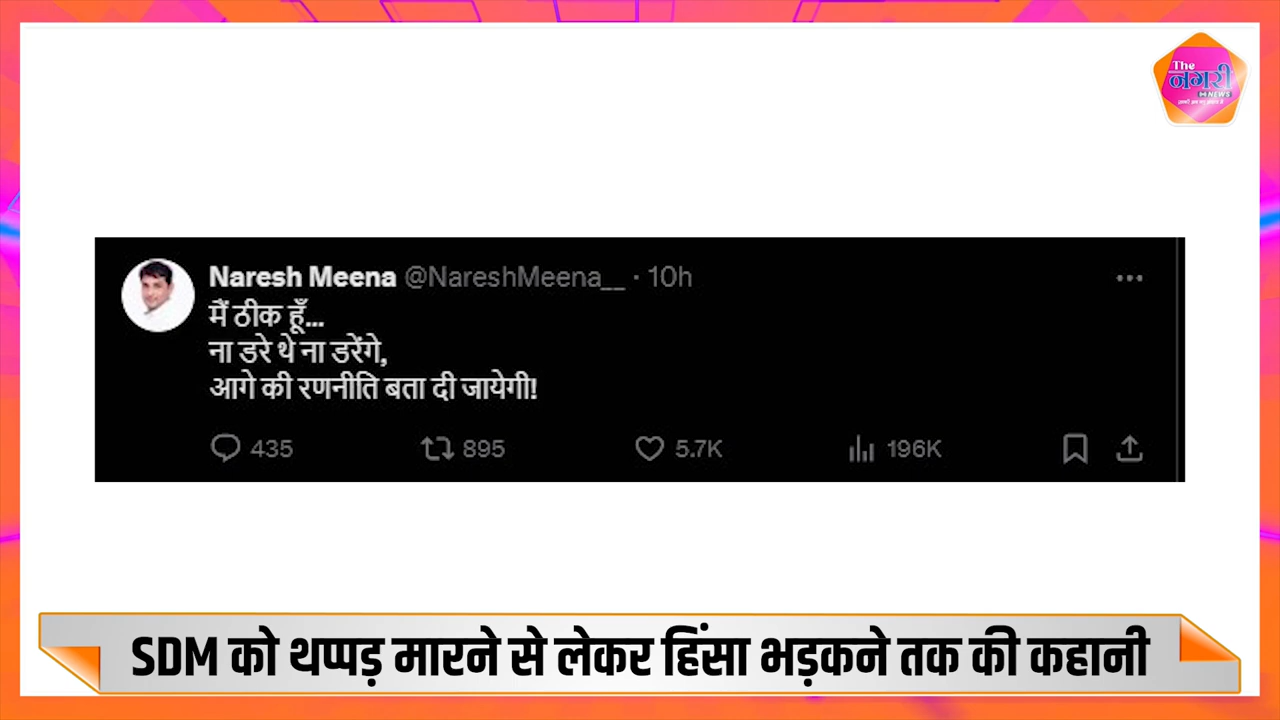 The
नगरी
NEWS
Naresh Meena @NareshMeena__ · 10h
मैं ठीक हूँ...
ना डरे थे ना डरेंगे,
आगे की रणनीति बता दी जायेगी!
435 895 5.7K 196K
SDM को थप्पड़ मारने से लेकर हिंसा भड़कने तक की कहानी